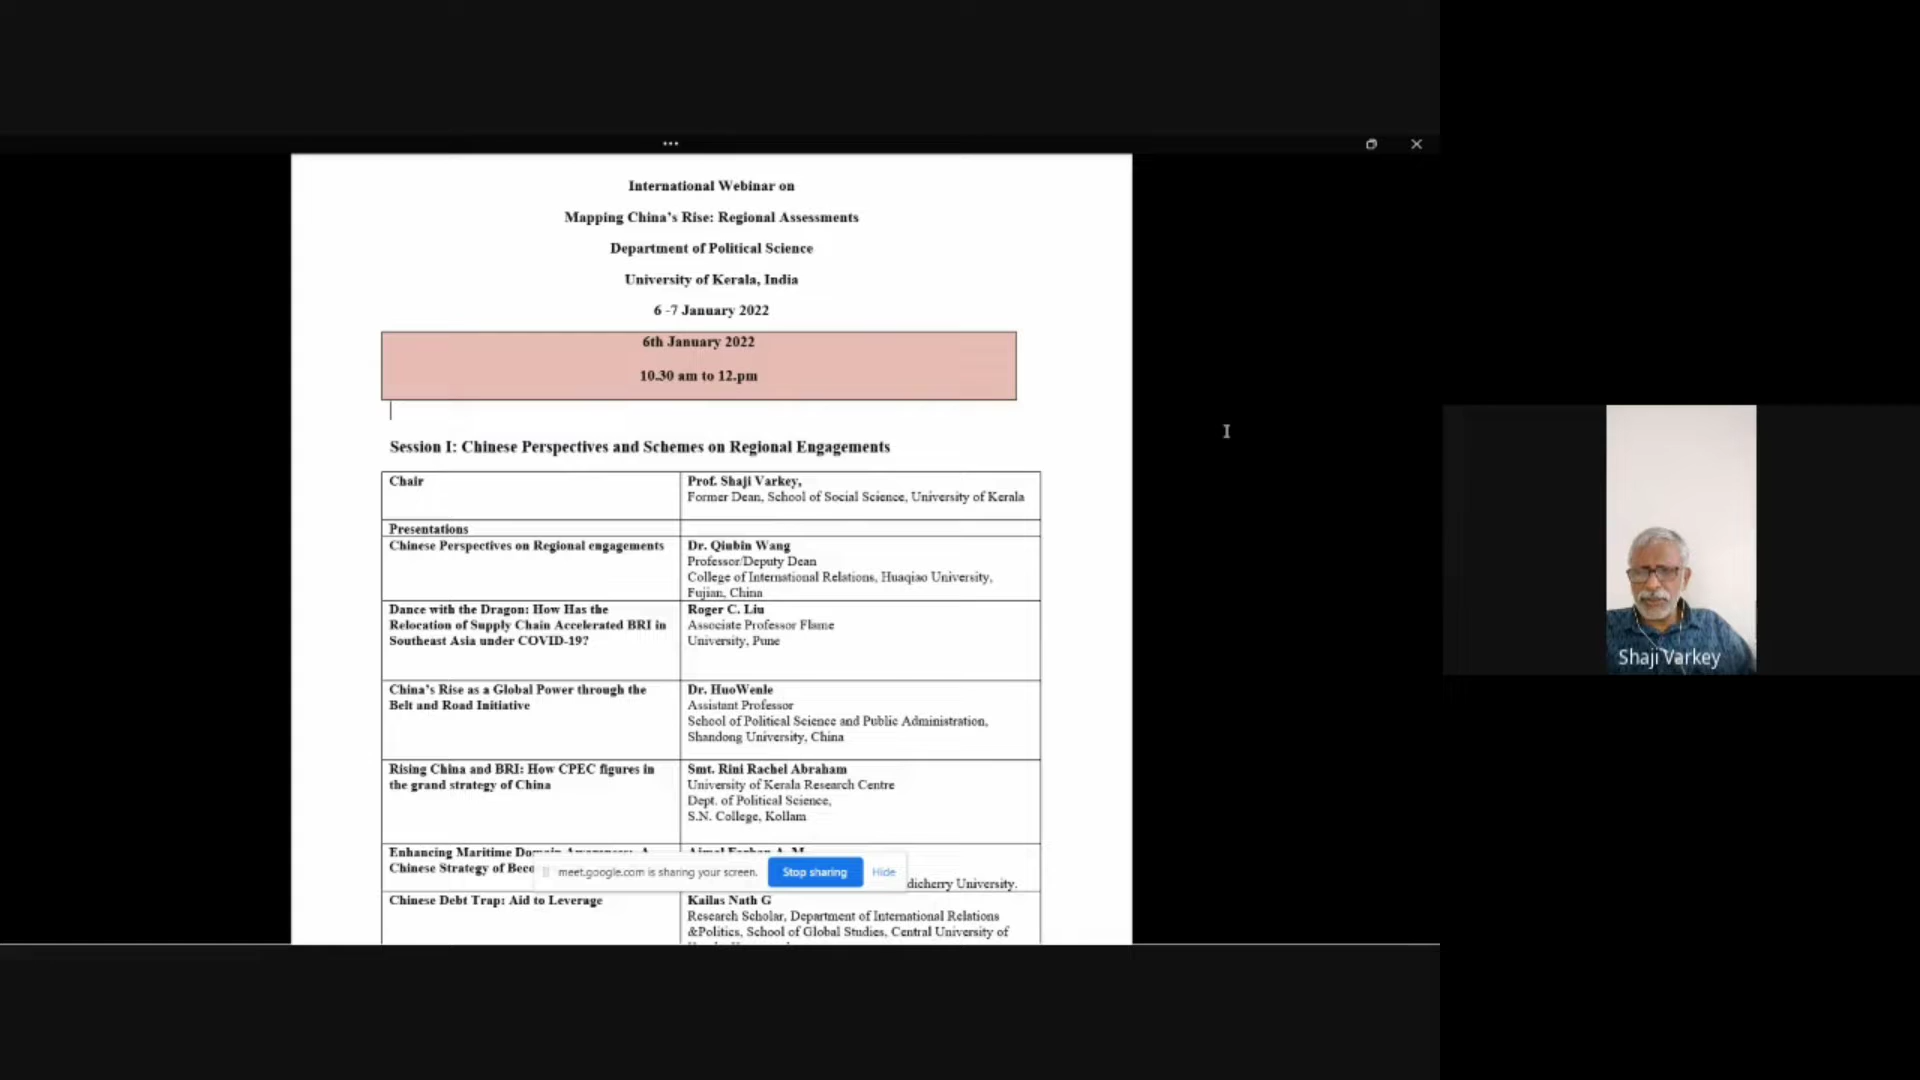 International Webinar on
Mapping China's Rise: Regional Assessments
Department of Political Science
University of Kerala, India
6 -7 January 2022
6th January 2022
10.30 am to 12.pm
Session I: Chinese Perspectives and Schemes on Regional Engagements
Chair
Prof. Shaji Varkey,
Former Dean, School of Social Science, University of Kerala
Presentations
Chinese Perspectives on Regional engagements
Dr. Qiubin Wang
Professor/Deputy Dean
College of International Relations, Huaqiao University,
Fujian, China
Dance with the Dragon: How Has the
Relocation of Supply Chain Accelerated BRI in
Southeast Asia under COVID-19?
Roger C. Liu
Associate Professor Flame
University, Pune
China's Rise as a Global Power through the
Belt and Road Initiative
Dr. HuoWenle
Assistant Professor
School of Political Science and Public Administration,
Shandong University, China
Rising China and BRI: How CPEC figures in
the grand strategy of China
Smt. Rini Rachel Abraham
University of Kerala Research Centre
Dept. of Political Science,
S.N. College, Kollam
Enhancing Maritime
Chinese Strategy of
dicherry University.
meet.google.com is sharing your screen.
Stop sharing
Hide
Chinese Debt Trap: Aid to Leverage
Kailas Nath G
Research Scholar, Department of International Relations
&Politics, School of Global Studies, Central University of
Shaji Varkey